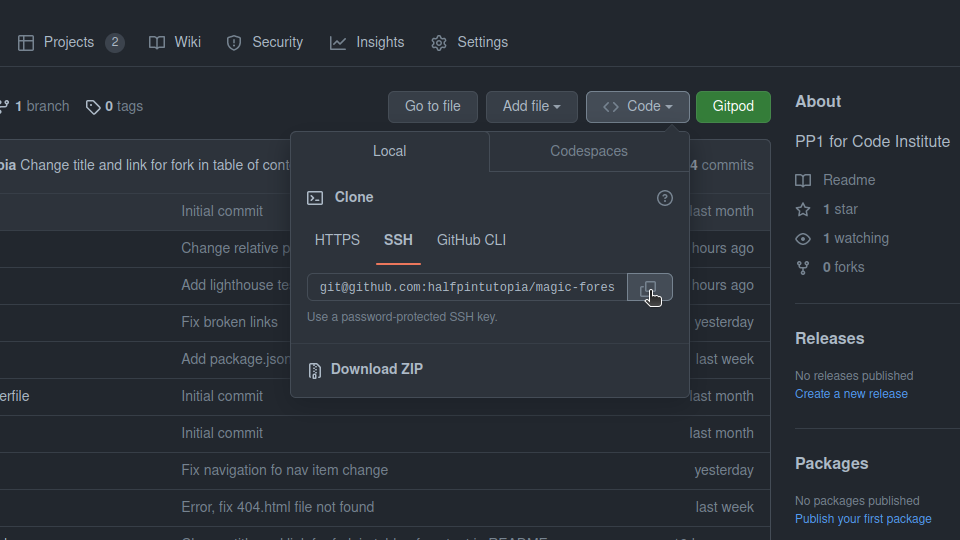 Projects 2 Wiki Security Insights Settings
1 branch 0 tags Go to file Add file Code Gitpod
About
PP1 for Code Institute
Readme
1 star
1 watching
0 forks
Releases
No releases published
Create a new release
Packages
No packages published
Publish your first package
Change title and link for fork in table of cont 4 commits
Local Codespaces
Clone
HTTPS SSH GitHub CLI
git@github.com:halfpintutopia/magic-fores
Use a password-protected SSH key.
Download ZIP
Initial commit last month
Change relative p hours ago
Add lighthouse te hours ago
Fix broken links yesterday
Add package.json last week
erfile Initial commit last month
Initial commit last month
Fix navigation fo nav item change yesterday
Error, fix 404.html file not found last week